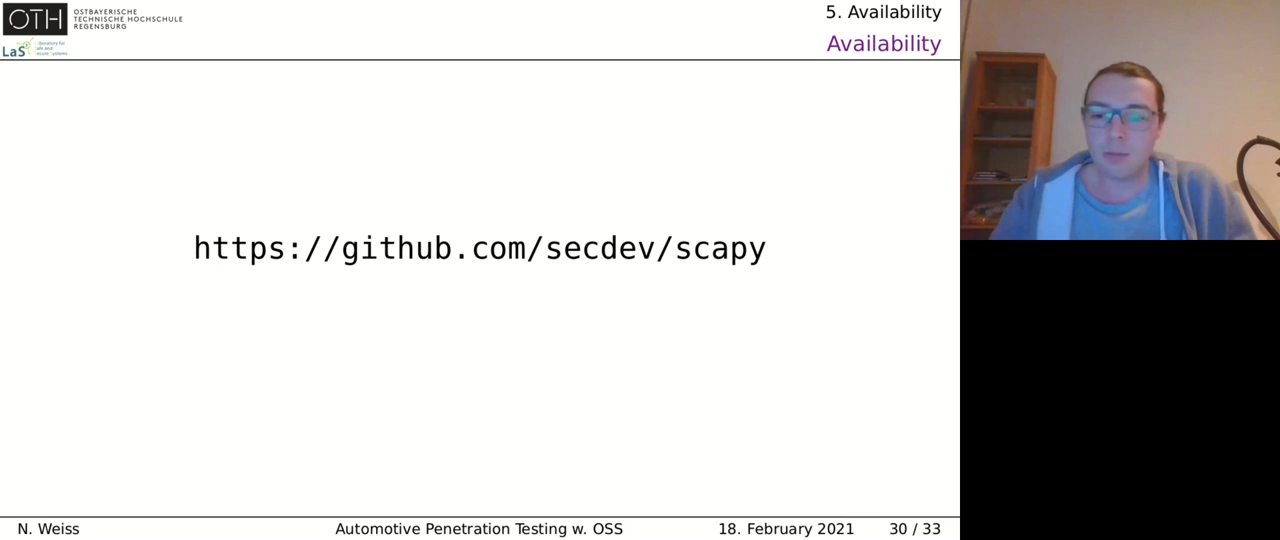 OTH
OSTBAYERISCHE
TECHNISCHE HOCHSCHULE
REGENSBURG
LaS³
5. Availability
Availability
https://github.com/secdev/scapy
N. Weiss
Automotive Penetration Testing w. OSS
18. February 2021
30 / 33